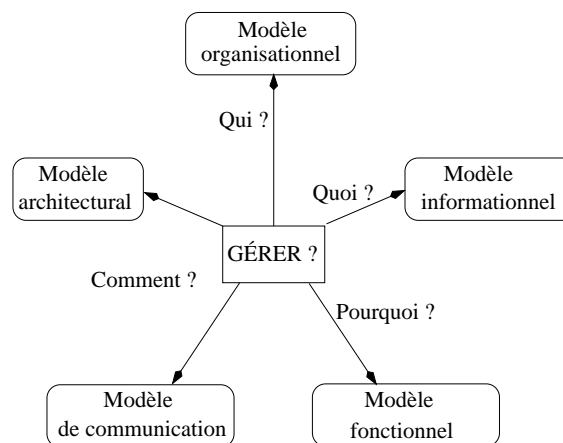 Modèle
organisationnel
Qui ?
Modèle
architectural
Quoi ?
Modèle
informationnel
GÉRER ?
Comment ?
Pourquoi ?
Modèle
de communication
Modèle
fonctionnel